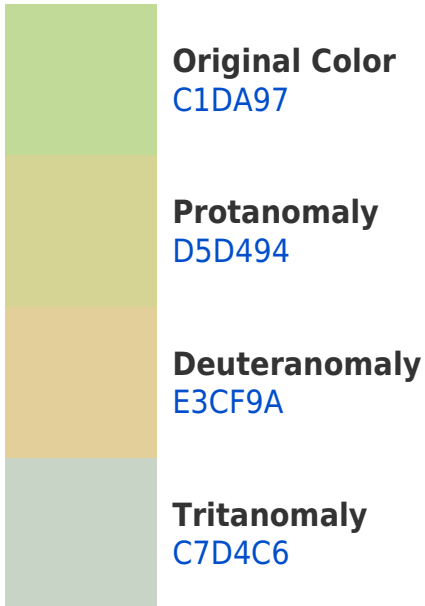 Original Color
C1DA97
Protanomaly
D5D494
Deuteranomaly
E3CF9A
Tritanomaly
C7D4C6